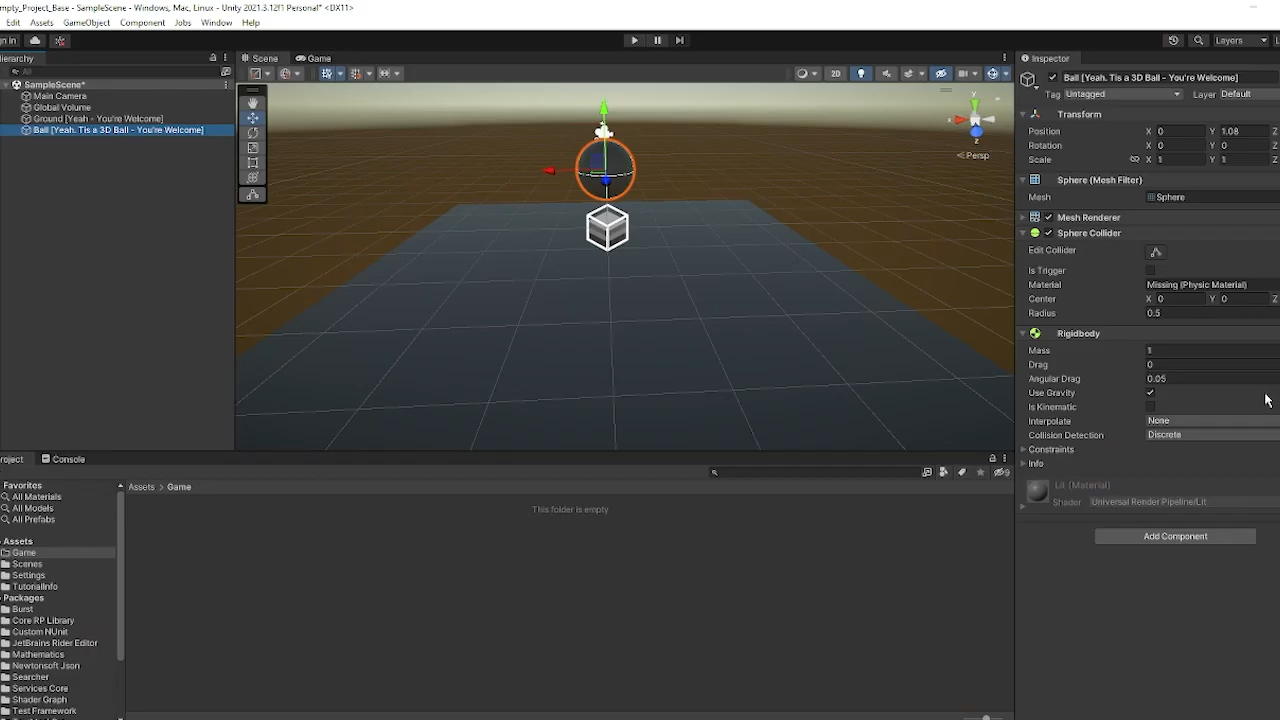 mpty_Project_Base - SampleScene - Windows, Mac, Linux - Unity 2021.3.12f1 Personal* <DX11>
Edit Assets GameObject Component Jobs Window Help
gn In Layers L
ierarchy Scene Game Inspector
All 2D
SampleScene* Ball [Yeah. Tis a 3D Ball - You're Welcome]
Main Camera Tag Untagged Layer Default
Global Volume
Ground [Yeah - You're Welcome]
Ball [Yeah. Tis a 3D Ball - You're Welcome]
y
x
z
Persp
Transform
Position X 0 Y 1.08 Z
Rotation X 0 Y 0 Z
Scale X 1 Y 1 Z
Sphere (Mesh Filter)
Mesh Sphere
Mesh Renderer
Sphere Collider
Edit Collider
Is Trigger
Material Missing (Physic Material)
Center X 0 Y 0 Z
Radius 0.5
Rigidbody
Mass 1
Drag 0
Angular Drag 0.05
Use Gravity
Is Kinematic
Interpolate None
Collision Detection Discrete
Constraints
Info
Lit (Material)
Shader Universal Render Pipeline/Lit
Add Component
roject Console
9
Favorites
All Materials
All Models
All Prefabs
Assets
Game
Scenes
Settings
TutorialInfo
Packages
Burst
Core RP Library
Custom NUnit
JetBrains Rider Editor
Mathematics
Newtonsoft Json
Searcher
Services Core
Shader Graph
Test Framework
Assets > Game
This folder is empty